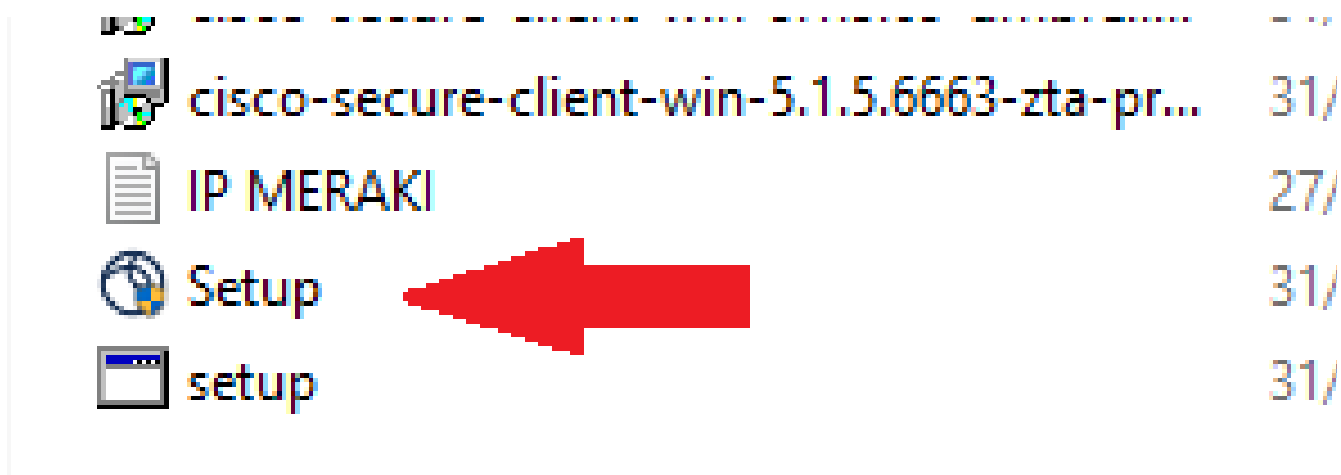 cisco-secure-client-win-5.1.5.6663-zta-pr... 31/
IP MERAKI 27/
Setup 31/
setup 31/